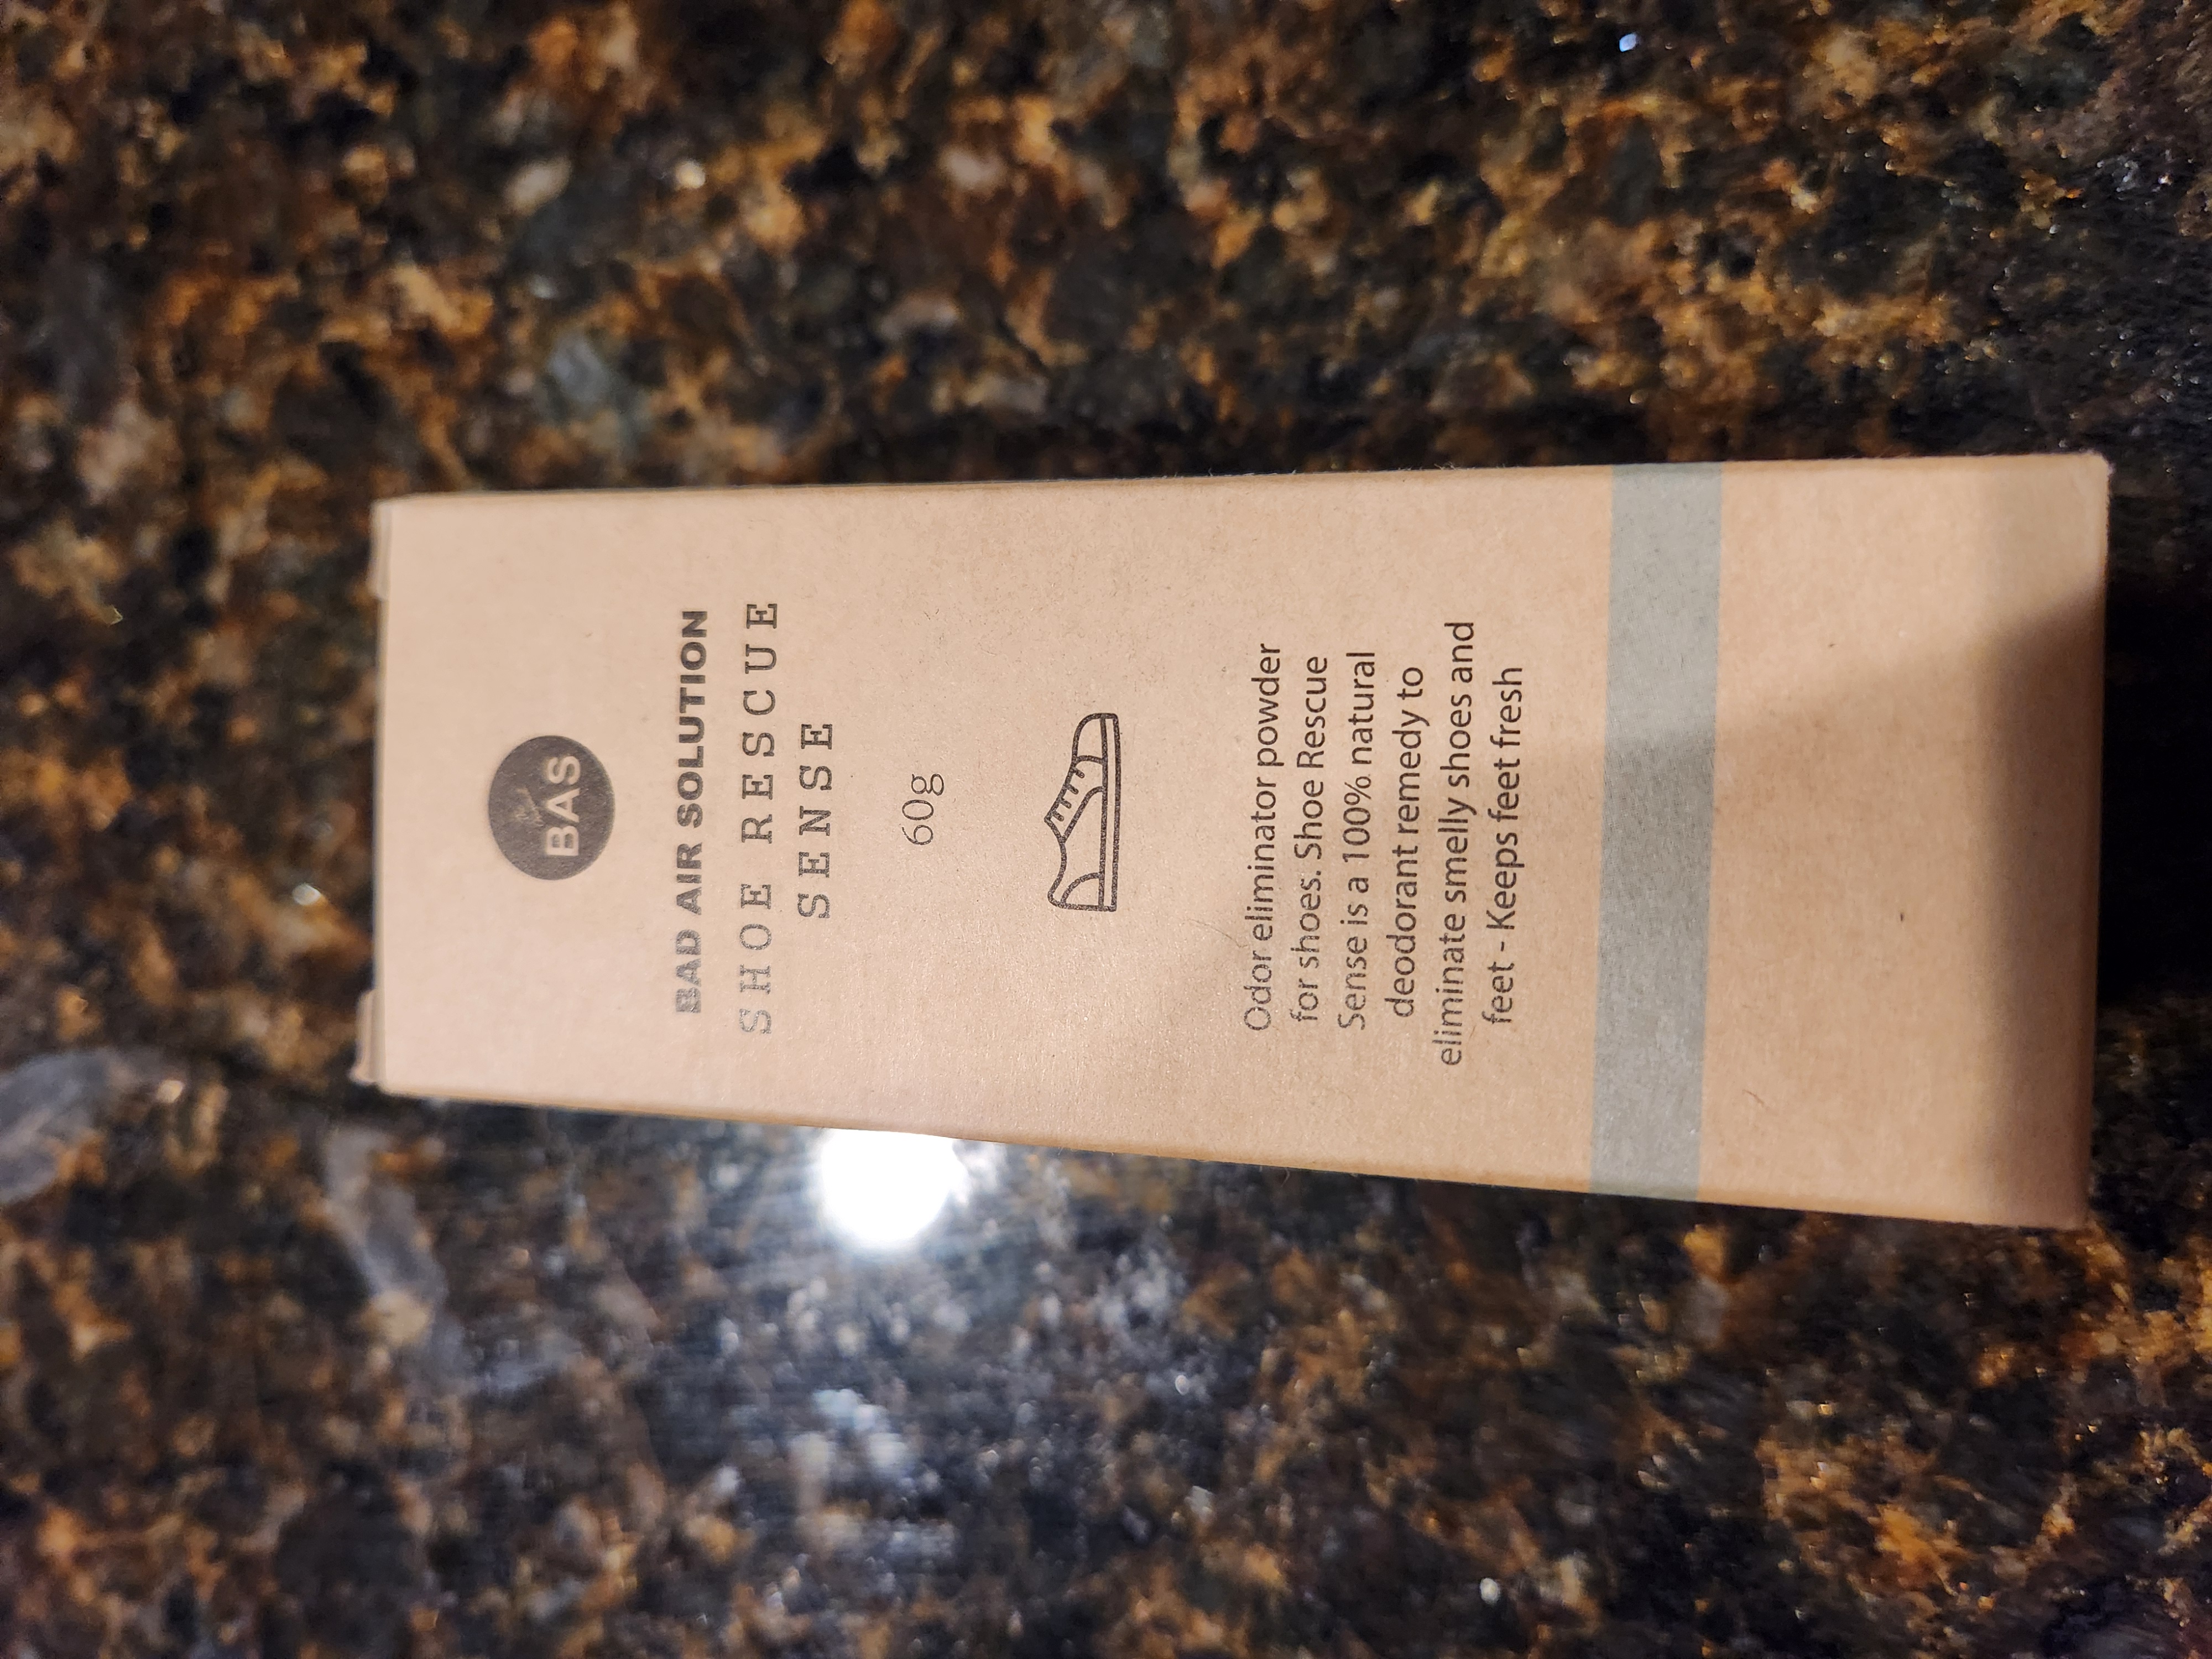 BAS
BAD AIR SOLUTION
SHOE RESCUE
SENSE
60g
Odor eliminator powder
for shoes. Shoe Rescue
Sense is a 100% natural
deodorant remedy to
eliminate smelly shoes and
feet - Keeps feet fresh